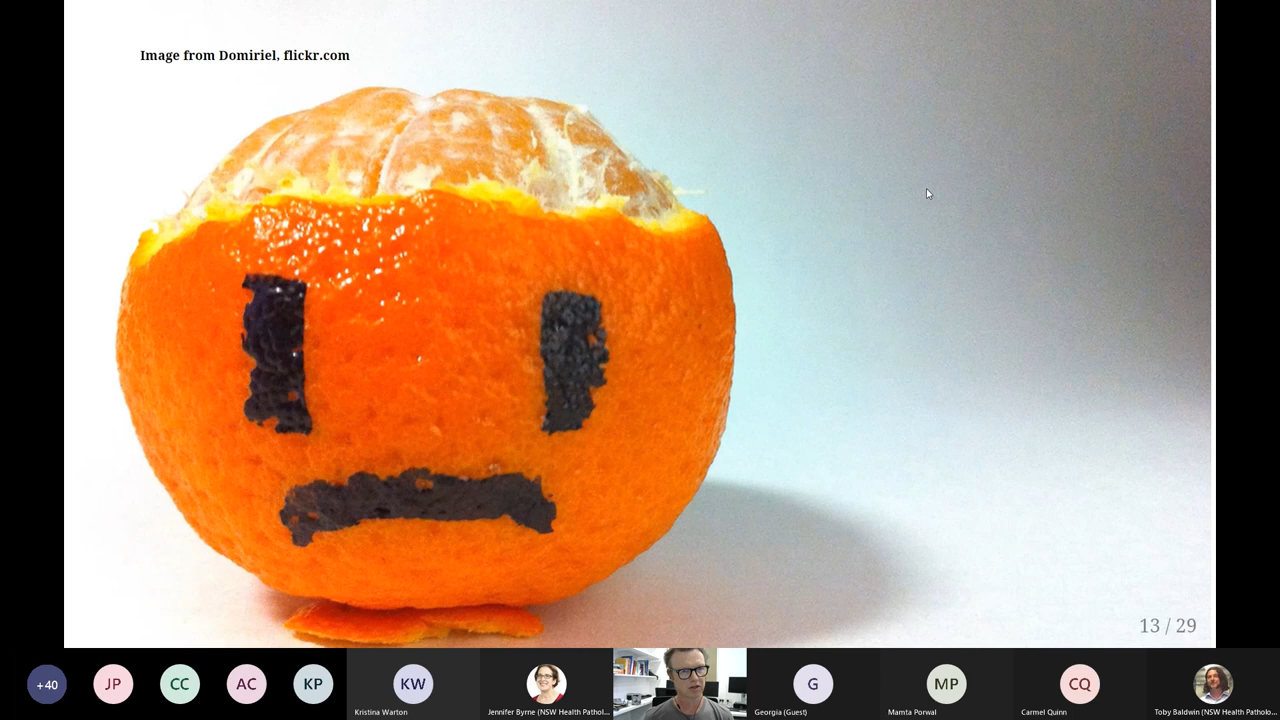 Image from Domiriel, flickr.com
13 / 29
+40
JP
CC
AC
KP
KW
Kristina Warton
Jennifer Byrne (NSW Health Pathol...
G
Georgia (Guest)
MP
Mamta Porwal
CQ
Carmel Quinn
Toby Baldwin (NSW Health Patholo...